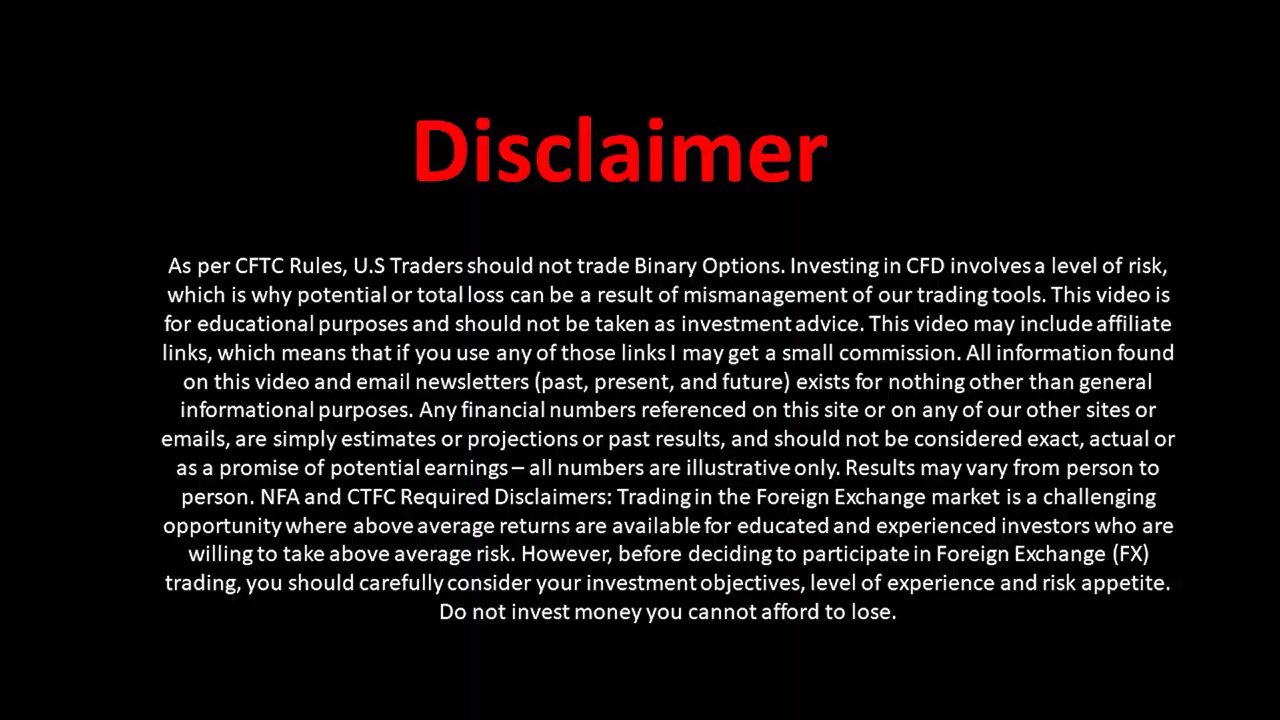 Disclaimer
As per CFTC Rules, U.S Traders should not trade Binary Options. Investing in CFD involves a level of risk,
which is why potential or total loss can be a result of mismanagement of our trading tools. This video is
for educational purposes and should not be taken as investment advice. This video may include affiliate
links, which means that if you use any of those links I may get a small commission. All information found
on this video and email newsletters (past, present, and future) exists for nothing other than general
informational purposes. Any financial numbers referenced on this site or on any of our other sites or
emails, are simply estimates or projections or past results, and should not be considered exact, actual or
as a promise of potential earnings – all numbers are illustrative only. Results may vary from person to
person. NFA and CTFC Required Disclaimers: Trading in the Foreign Exchange market is a challenging
opportunity where above average returns are available for educated and experienced investors who are
willing to take above average risk. However, before deciding to participate in Foreign Exchange (FX)
trading, you should carefully consider your investment objectives, level of experience and risk appetite.
Do not invest money you cannot afford to lose.